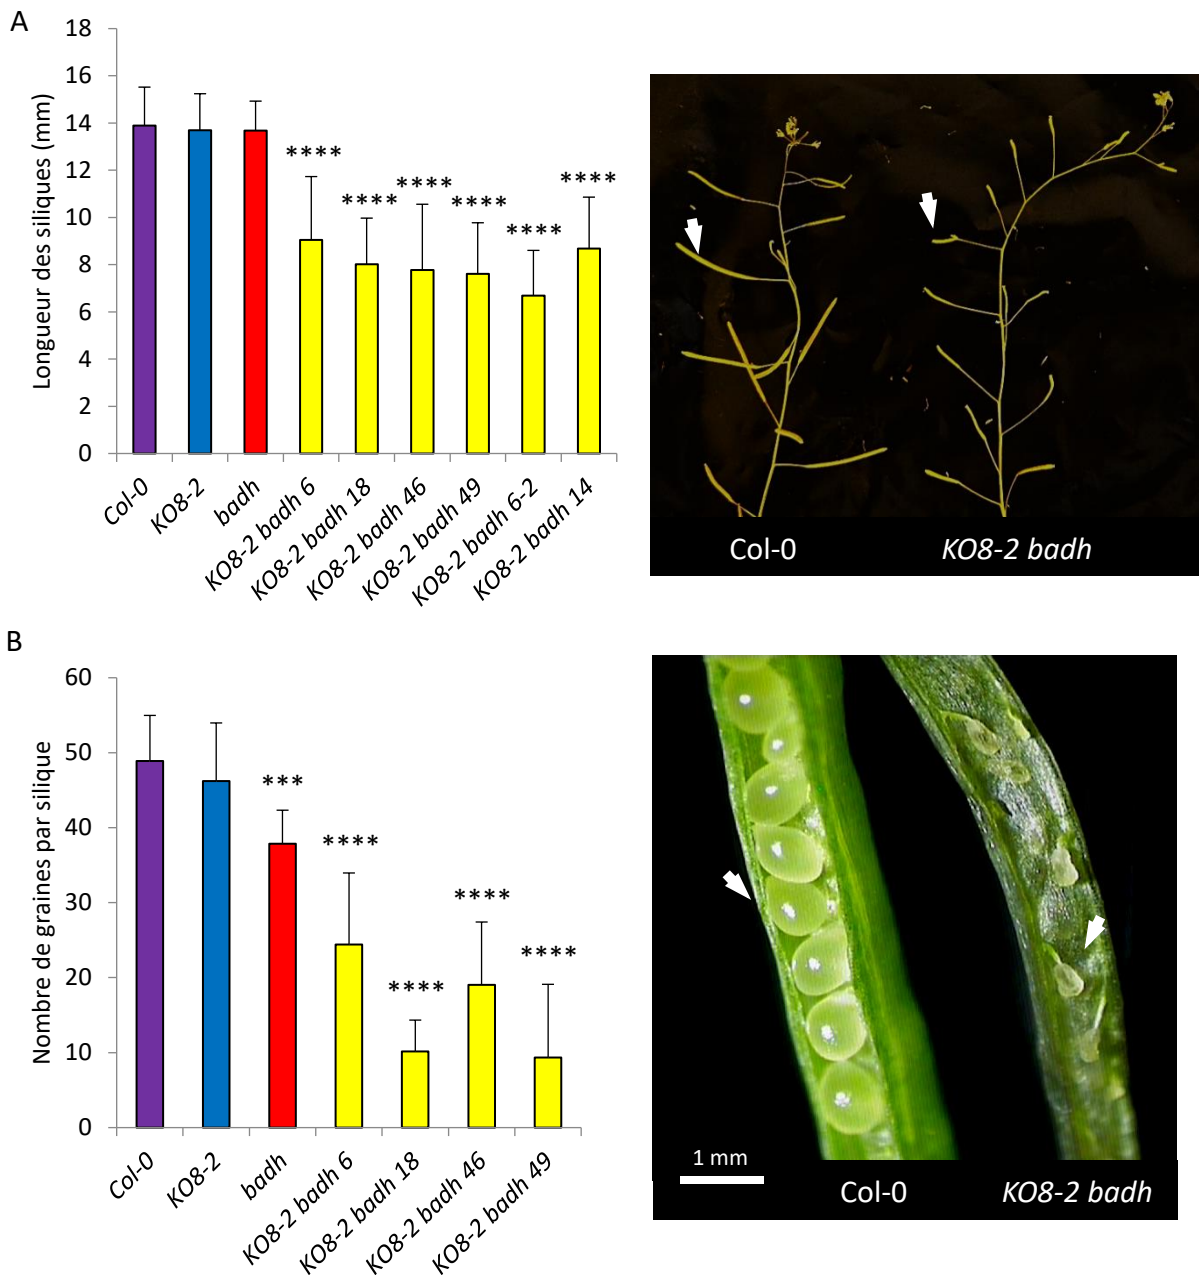 A
18
16
14
12
10
8
6
4
2
0
Longueur des siliques (mm)
****
****
****
****
****
****
Col-0
KO8-2
badh
KO8-2 badh 6
KO8-2 badh 18
KO8-2 badh 46
KO8-2 badh 49
KO8-2 badh 6-2
KO8-2 badh 14
Col-0
KO8-2 badh
B
60
50
40
30
20
10
0
Nombre de graines par silique
***
****
****
****
****
Col-0
KO8-2
badh
KO8-2 badh 6
KO8-2 badh 18
KO8-2 badh 46
KO8-2 badh 49
1 mm
Col-0
KO8-2 badh